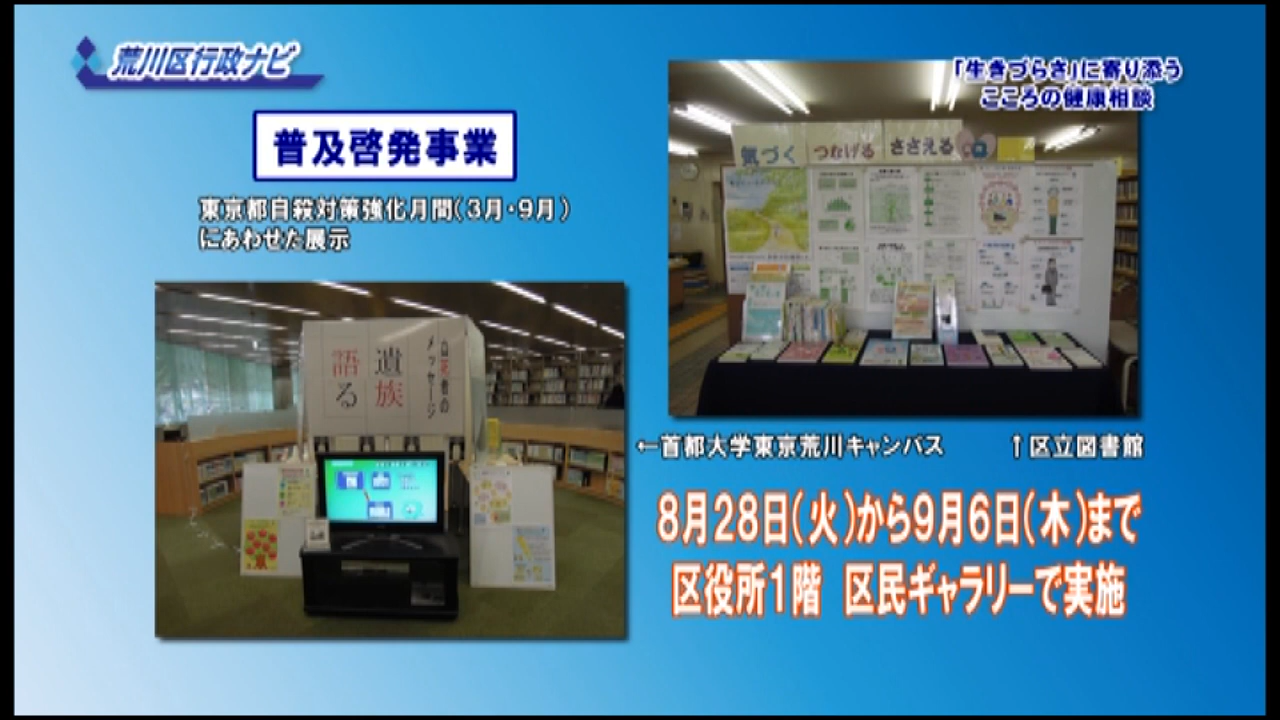 荒川区行政ナビ
「生きづらさ」に寄り添う
こころの健康相談
普及啓発事業
東京都自殺対策強化月間(3月・9月)
にあわせた展示
気づく つなげる ささえる
自死者の
メッセージ
遺族
語る
←首都大学東京荒川キャンパス ↑区立図書館
8月28日(火)から9月6日(木)まで
区役所1階 区民ギャラリーで実施